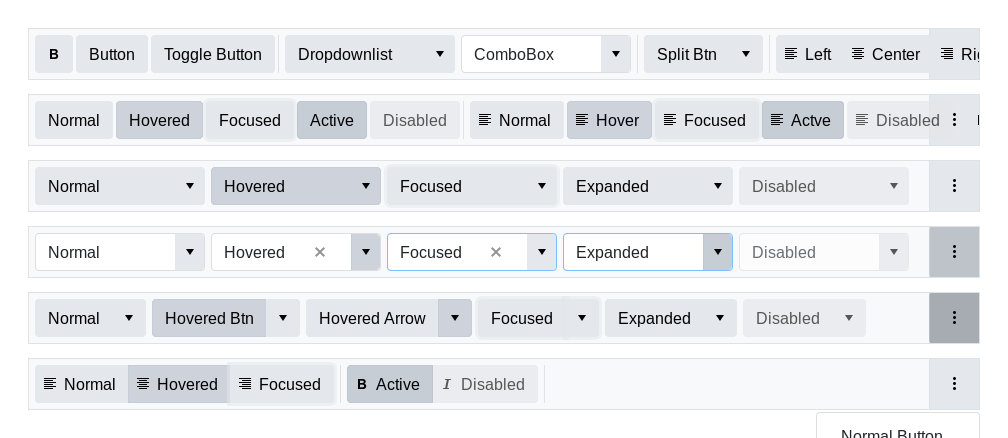 B Button Toggle Button Dropdownlist ComboBox Split Btn Left Center
Normal Hovered Focused Active Disabled Normal Hover Focused Actve Disabled
Normal Hovered Focused Expanded Disabled
Normal Hovered Focused Expanded Disabled
Normal Hovered Btn Hovered Arrow Focused Expanded Disabled
Normal Hovered Focused B Active I Disabled
Normal Button